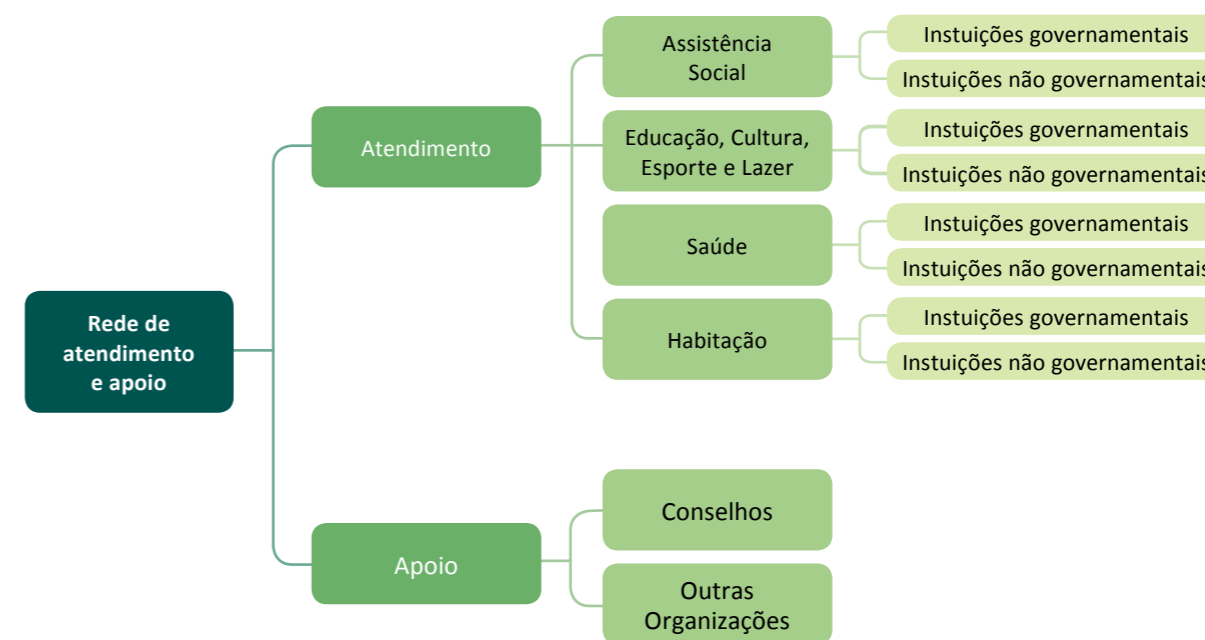 Rede de
atendimento
e apoio
Atendimento
Assistência
Social
Instuições governamentais
Instuições não governamentais
Educação, Cultura,
Esporte e Lazer
Instuições governamentais
Instuições não governamentais
Saúde
Instuições governamentais
Instuições não governamentais
Habitação
Instuições governamentais
Instuições não governamentais
Apoio
Conselhos
Outras
Organizações